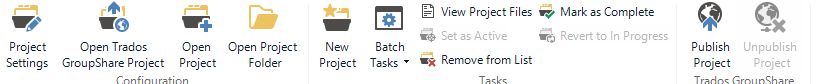 Project Settings
Open Trados GroupShare Project
Open Project
Open Project Folder
Configuration
New Project
Batch Tasks
View Project Files
Set as Active
Remove from List
Mark as Complete
Revert to In Progress
Tasks
Publish Project
Unpublish Project
Trados GroupShare